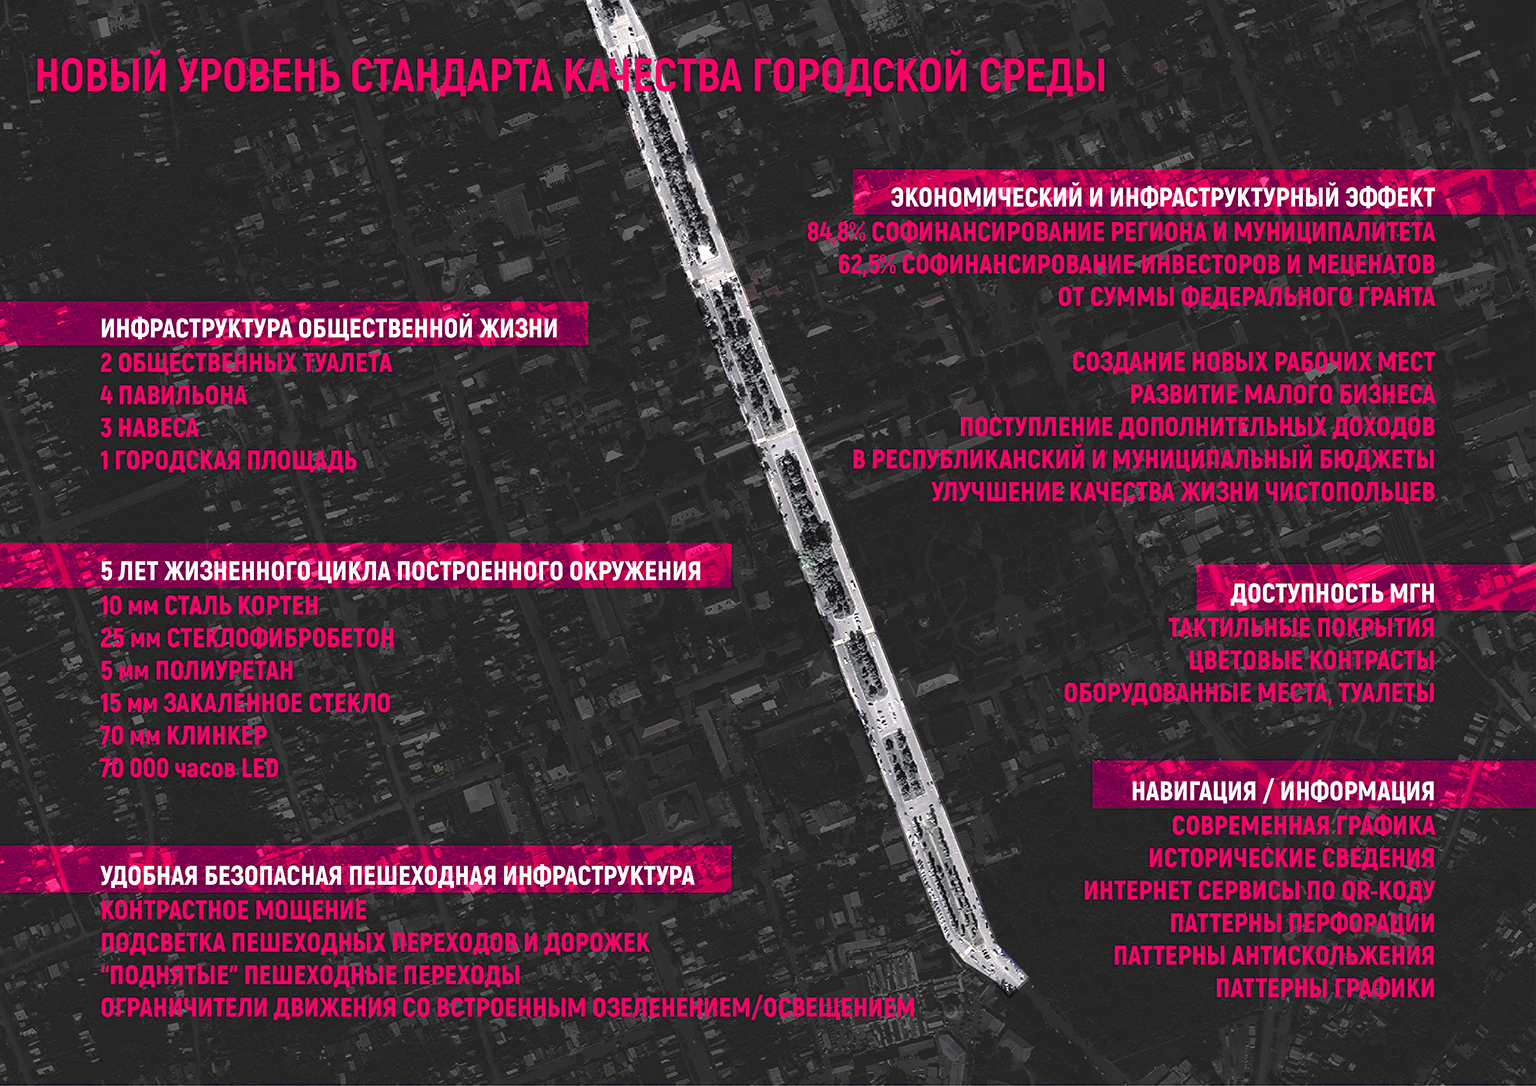 НОВЫЙ УРОВЕНЬ СТАНДАРТА КАЧЕСТВА ГОРОДСКОЙ СРЕДЫ
ИНФРАСТРУКТУРА ОБЩЕСТВЕННОЙ ЖИЗНИ
2 ОБЩЕСТВЕННЫХ ТУАЛЕТА
4 ПАВИЛЬОНА
3 НАВЕСА
1 ГОРОДСКАЯ ПЛОЩАДЬ
5 ЛЕТ ЖИЗНЕННОГО ЦИКЛА ПОСТРОЕННОГО ОКРУЖЕНИЯ
10 мм СТАЛЬ КОРТЕН
25 мм СТЕКЛОФИБРОБЕТОН
5 мм ПОЛИУРЕТАН
15 мм ЗАКАЛЕННОЕ СТЕКЛО
70 мм КЛИНКЕР
70 000 часов LED
УДОБНАЯ БЕЗОПАСНАЯ ПЕШЕХОДНАЯ ИНФРАСТРУКТУРА
КОНТРАСТНОЕ МОЩЕНИЕ
ПОДСВЕТКА ПЕШЕХОДНЫХ ПЕРЕХОДОВ И ДОРОЖЕК
“ПОДНЯТЫЕ” ПЕШЕХОДНЫЕ ПЕРЕХОДЫ
ОГРАНИЧИТЕЛИ ДВИЖЕНИЯ СО ВСТРОЕННЫМ ОЗЕЛЕНЕНИЕМ/ОСВЕЩЕНИЕМ
ЭКОНОМИЧЕСКИЙ И ИНФРАСТРУКТУРНЫЙ ЭФФЕКТ
84,8% СОФИНАНСИРОВАНИЕ РЕГИОНА И МУНИЦИПАЛИТЕТА
62,5% СОФИНАНСИРОВАНИЕ ИНВЕСТОРОВ И МЕЦЕНАТОВ
ОТ СУММЫ ФЕДЕРАЛЬНОГО ГРАНТА
СОЗДАНИЕ НОВЫХ РАБОЧИХ МЕСТ
РАЗВИТИЕ МАЛОГО БИЗНЕСА
ПОСТУПЛЕНИЕ ДОПОЛНИТЕЛЬНЫХ ДОХОДОВ
В РЕСПУБЛИКАНСКИЙ И МУНИЦИПАЛЬНЫЙ БЮДЖЕТЫ
УЛУЧШЕНИЕ КАЧЕСТВА ЖИЗНИ ЧИСТОПОЛЬЦЕВ
ДОСТУПНОСТЬ МГН
ТАКТИЛЬНЫЕ ПОКРЫТИЯ
ЦВЕТОВЫЕ КОНТРАСТЫ
ОБОРУДОВАННЫЕ МЕСТА, ТУАЛЕТЫ
НАВИГАЦИЯ / ИНФОРМАЦИЯ
СОВРЕМЕННАЯ ГРАФИКА
ИСТОРИЧЕСКИЕ СВЕДЕНИЯ
ИНТЕРНЕТ СЕРВИСЫ ПО QR-КОДУ
ПАТТЕРНЫ ПЕРФОРАЦИИ
ПАТТЕРНЫ АНТИСКОЛЬЖЕНИЯ
ПАТТЕРНЫ ГРАФИКИ